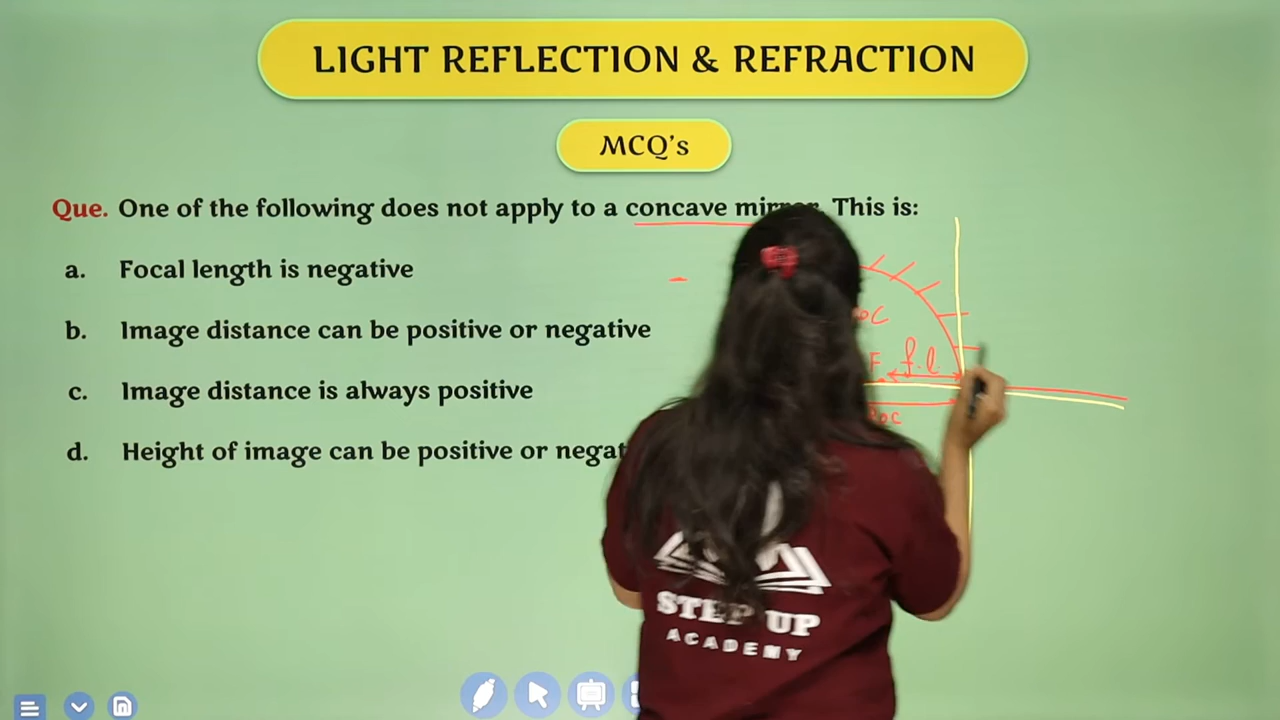 LIGHT REFLECTION & REFRACTION
MCQ's
Que. One of the following does not apply to a concave mirror. This is:
a. Focal length is negative
b. Image distance can be positive or negative
c. Image distance is always positive
d. Height of image can be positive or negat
F f.l
STEP UP
ACADEMY